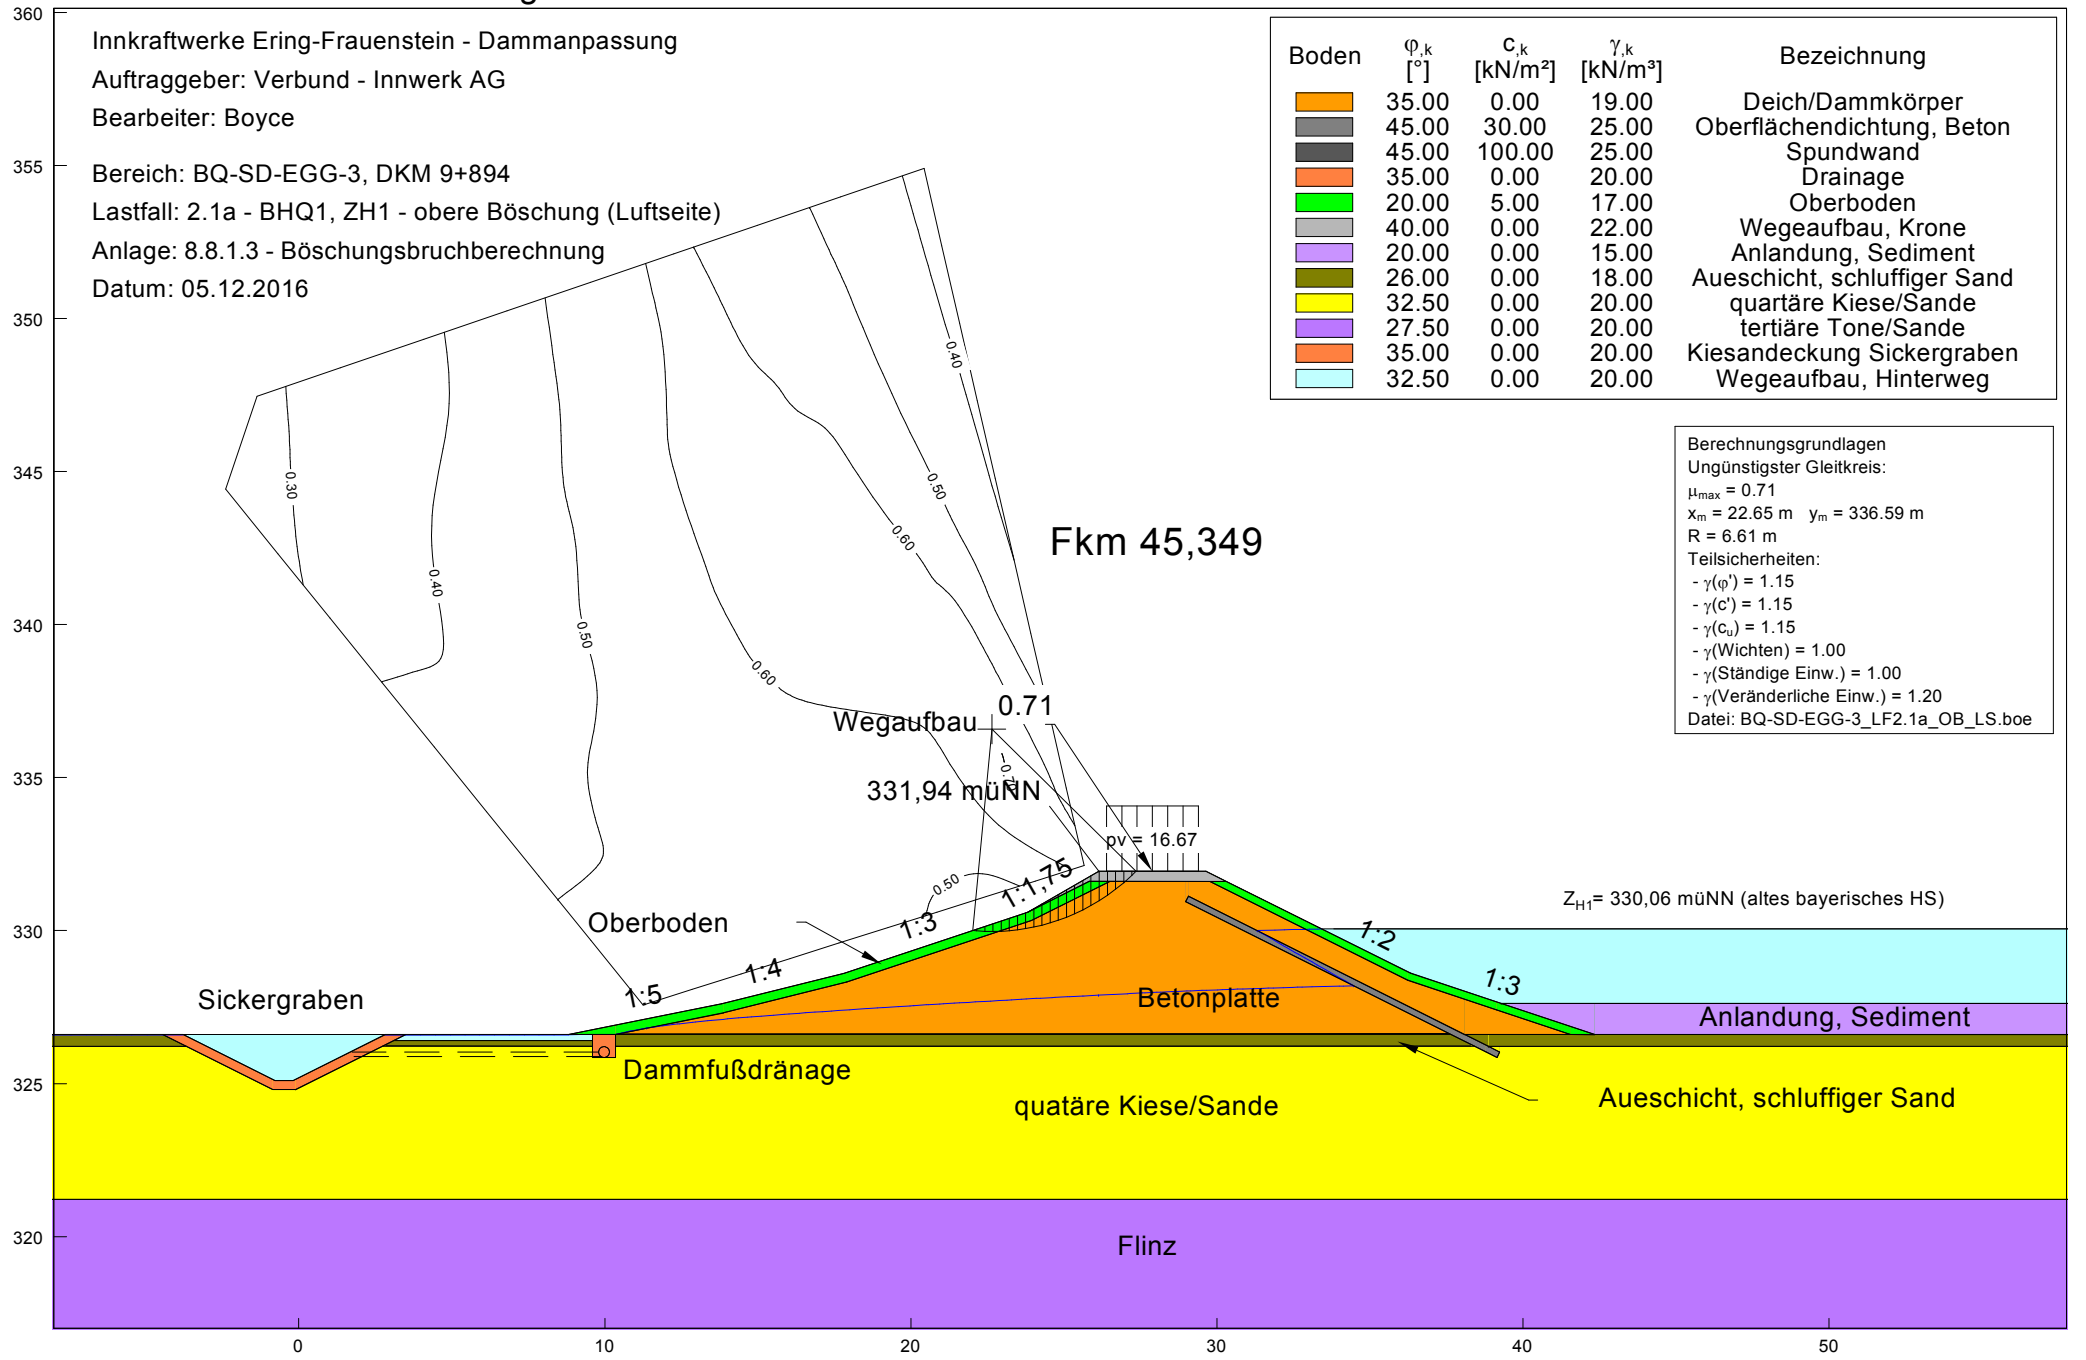 Innkraftwerke Ering-Frauenstein - Dammanpassung
Auftraggeber: Verbund - Innwerk AG
Bearbeiter: Boyce
Bereich: BQ-SD-EGG-3, DKM 9+894
Lastfall: 2.1a - BHQ1, ZH1 - obere Böschung (Luftseite)
Anlage: 8.8.1.3 - Böschungsbruchberechnung
Datum: 05.12.2016
Boden φ,k [°] c,k [kN/m²] γ,k [kN/m³] Bezeichnung
35.00 0.00 19.00 Deich/Dammkörper
45.00 30.00 25.00 Oberflächendichtung, Beton
45.00 100.00 25.00 Spundwand
35.00 0.00 20.00 Drainage
20.00 5.00 17.00 Oberboden
40.00 0.00 22.00 Wegeaufbau, Krone
20.00 0.00 15.00 Anlandung, Sediment
26.00 0.00 18.00 Aueschicht, schluffiger Sand
32.50 0.00 20.00 quartäre Kiese/Sande
27.50 0.00 20.00 tertiäre Tone/Sande
35.00 0.00 20.00 Kiesandeckung Sickergraben
32.50 0.00 20.00 Wegeaufbau, Hinterweg
Berechnungsgrundlagen
Ungünstigster Gleitkreis:
μmax = 0.71
xm = 22.65 m ym = 336.59 m
R = 6.61 m
Teilsicherheiten:
- γ(φ') = 1.15
- γ(c') = 1.15
- γ(cu) = 1.15
- γ(Wichten) = 1.00
- γ(Ständige Einw.) = 1.00
- γ(Veränderliche Einw.) = 1.20
Datei: BQ-SD-EGG-3_LF2.1a_OB_LS.boe
360
355
350
345
340
335
330
325
320
0.30
0.40
0.50
0.60
0.60
0.50
0.40
0.70
0.50
Fkm 45,349
0.71
Wegaufbau
331,94 müNN
pv = 16.67
ZH1= 330,06 müNN (altes bayerisches HS)
Oberboden
1:5
1:4
1:3
1:1,75
1:2
1:3
Sickergraben
Betonplatte
Anlandung, Sediment
Dammfußdränage
quatäre Kiese/Sande
Aueschicht, schluffiger Sand
Flinz
0 10 20 30 40 50